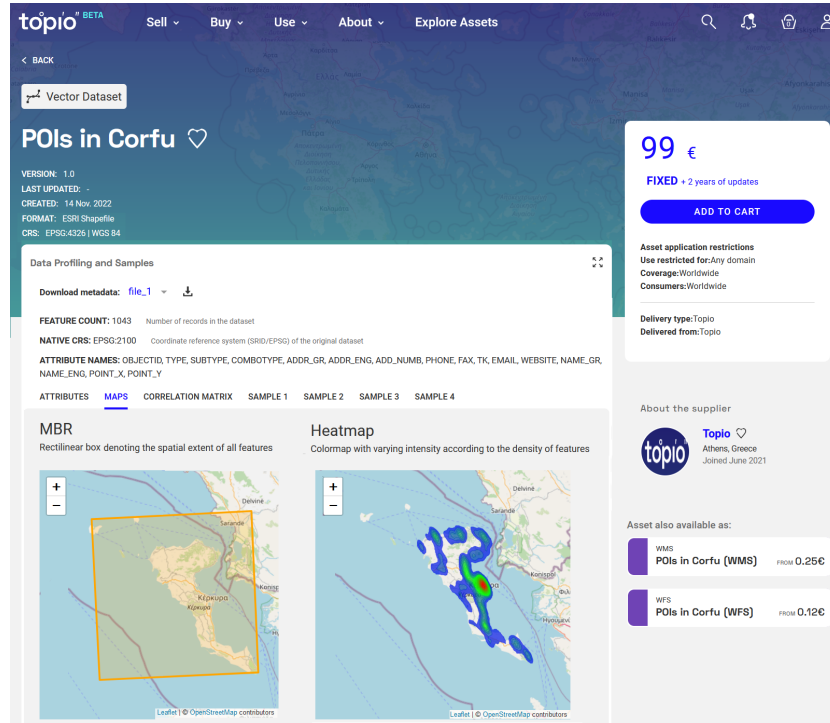 topio" BETA
Sell
Buy
Use
About
Explore Assets
< BACK
Vector Dataset
POIs in Corfu
VERSION: 1.0
LAST UPDATED: -
CREATED: 14 Nov. 2022
FORMAT: ESRI Shapefile
CRS: EPSG:4326 | WGS 84
99 €
FIXED + 2 years of updates
ADD TO CART
Asset application restrictions
Use restricted for:Any domain
Coverage:Worldwide
Consumers:Worldwide
Delivery type:Topio
Delivered from:Topio
Data Profiling and Samples
Download metadata: file_1
FEATURE COUNT: 1043 Number of records in the dataset
NATIVE CRS: EPSG:2100 Coordinate reference system (SRID/EPSG) of the original dataset
ATTRIBUTE NAMES: OBJECTID, TYPE, SUBTYPE, COMBOTYPE, ADDR_GR, ADDR_ENG, ADD_NUMB, PHONE, FAX, TK, EMAIL, WEBSITE, NAME_GR,
NAME_ENG, POINT_X, POINT_Y
ATTRIBUTES MAPS CORRELATION MATRIX SAMPLE 1 SAMPLE 2 SAMPLE 3 SAMPLE 4
MBR
Rectilinear box denoting the spatial extent of all features
+
−
Delvinë
Sarandë
Κέρκυρα
Κέρκυρα
Leaflet | © OpenStreetMap contributors
Heatmap
Colormap with varying intensity according to the density of features
+
−
Delvinë
Sarandë
Konispol
Leaflet | © OpenStreetMap contributors
About the supplier
topio
Topio
Athens, Greece
Joined June 2021
Asset also available as:
WMS
POIs in Corfu (WMS) FROM 0.25€
WFS
POIs in Corfu (WFS) FROM 0.12€